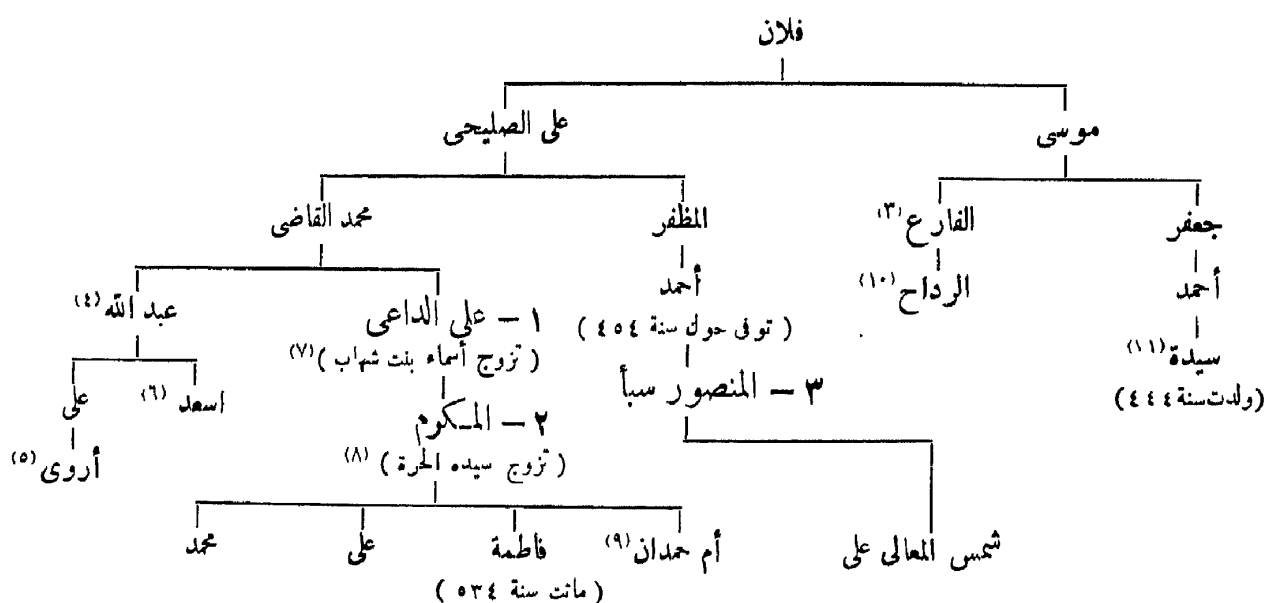 فلان
موسى على الصليحى
جعفر الفارع (٣) المظفر محمد القاضى
أحمد الرداح (١٠) أحمد ١ – على الداعى عبد الله (٤)
سيدة (١١) ( توفى حول سنة ٤٥٤ ) ( تزوج أسماء بنت شهاب ) (٧)
(ولدت سنة ٤٤٤) ٣ – المنصور سبأ ٢ – المكرم اسعد (٦) على
( تزوج سيده الحرة ) (٨) أروى (٥)
شمس المعالى على أم حمدان (٩) فاطمة على محمد
( ماتت سنة ٥٣٤ )